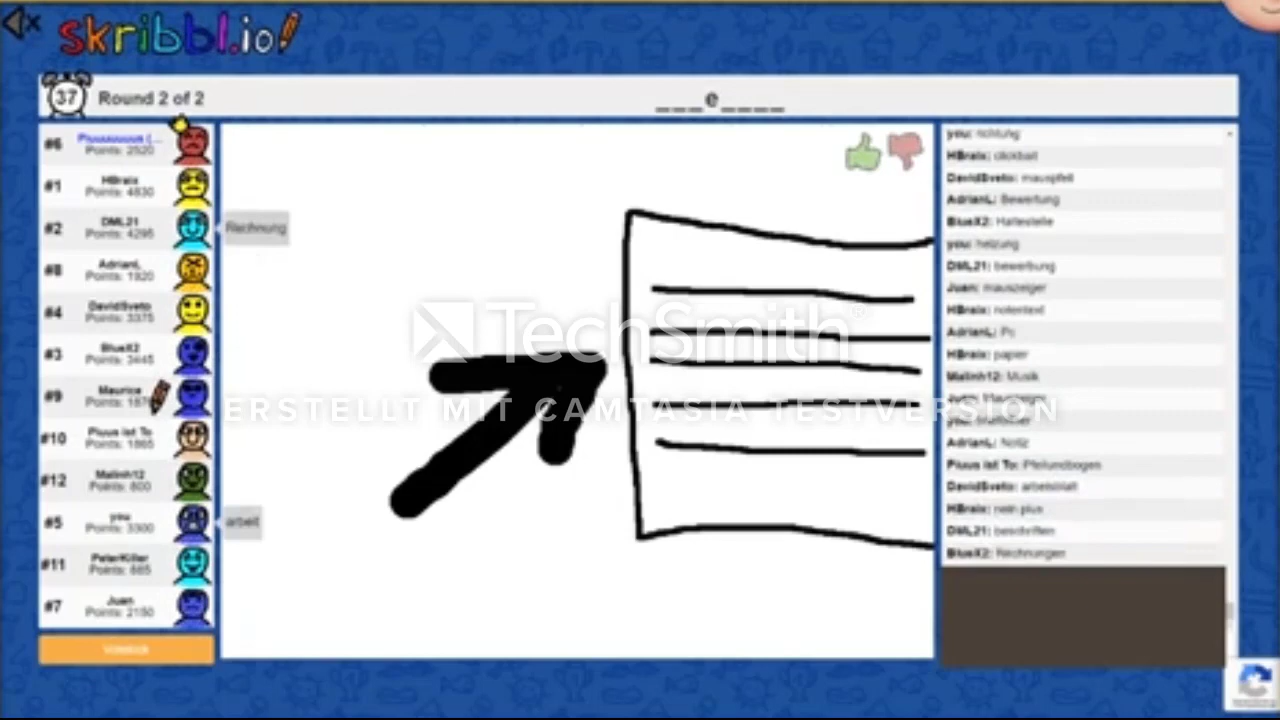 skribbl.io!
37
Round 2 of 2
___e____
#6
Points: 2520
#1 HBraix
Points: 4830
#2 DML21
Points: 4295
Rechnung
#8 AdrianL
Points: 1920
#4 DavidSveto
Points: 3375
#3 BlueX2
Points: 3445
#9 Maurice
#10 Piuus ist To
Points: 1865
#12 Malinh12
Points: 800
#5 you
Points: 3300
arbeit
#11 PeterKiller
Points: 885
#7 Juan
Points: 2150
TechSmith®
ERSTELLT MIT CAMTASIA TESTVERSION
you: richtung
HBraix: clickbait
DavidSveto: mauspfeil
AdrianL: Bewertung
BlueX2: Haltestelle
you: heizung
DML21: bewerbung
Juan: mauszeiger
HBraix: notentext
AdrianL: Pc
HBraix: papier
Malinh12: Musik
AdrianL: Notiz
Piuus ist To: Pfeilundbogen
DavidSveto: arbeitsblatt
HBraix: nein plus
DML21: beschriften
BlueX2: Rechnungen